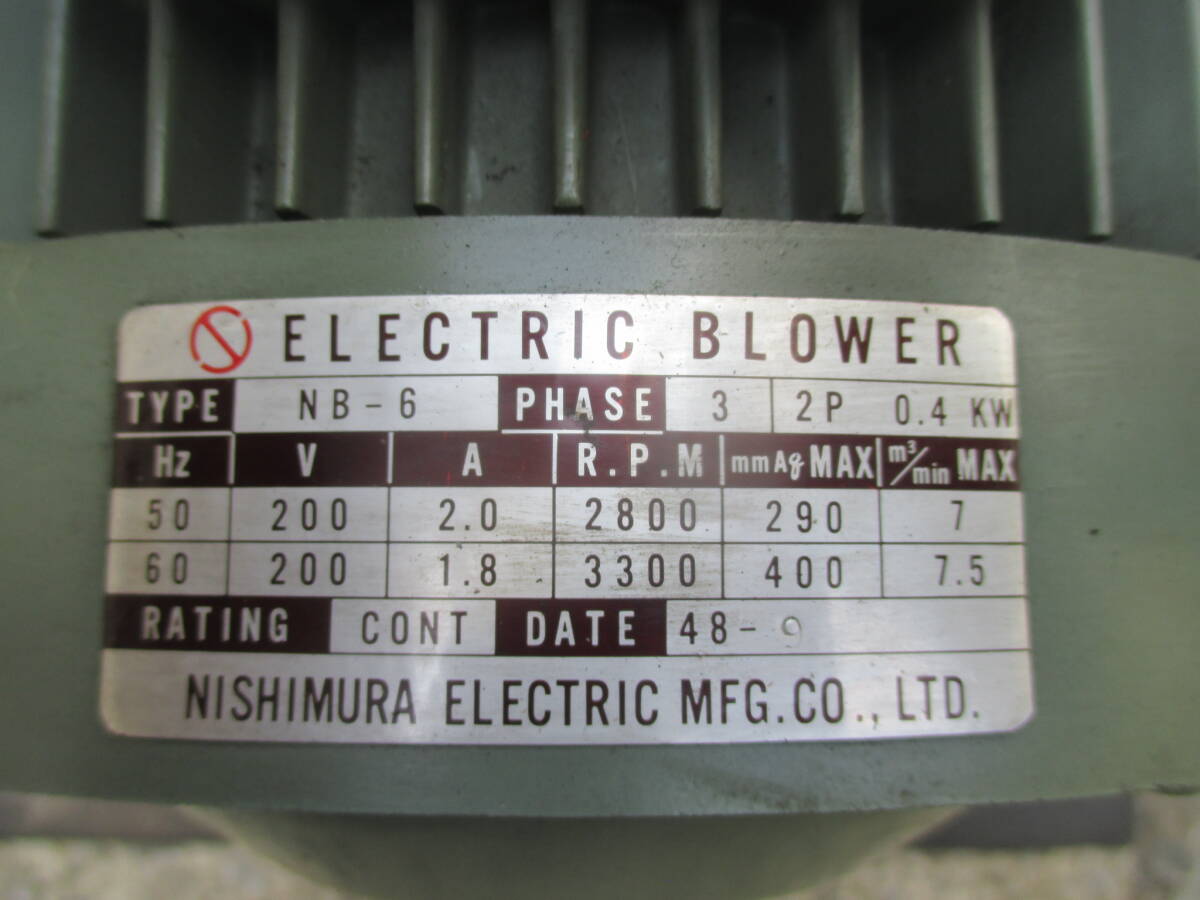 ELECTRIC BLOWER
TYPE NB-6 PHASE 3 2P 0.4 KW
Hz V A R.P.M mmAg MAX m³/min MAX
50 200 2.0 2800 290 7
60 200 1.8 3300 400 7.5
RATING CONT DATE 48-9
NISHIMURA ELECTRIC MFG.CO., LTD.